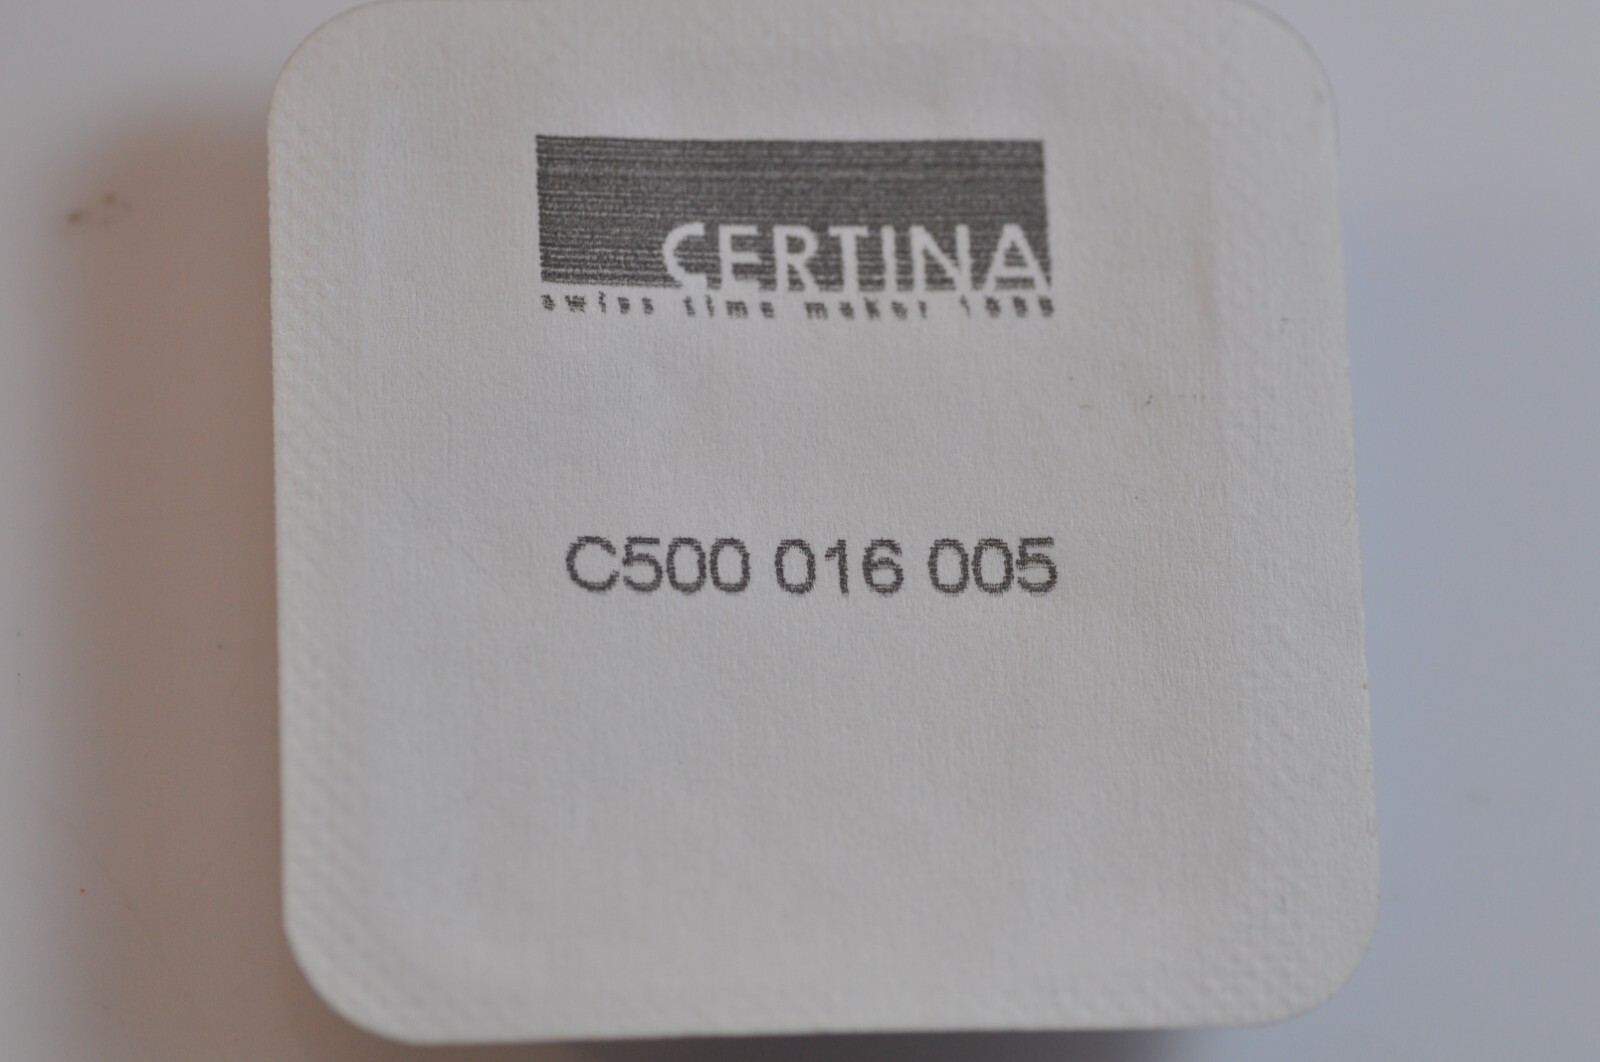 CERTINA
swiss time maker 1888
C500 016 005